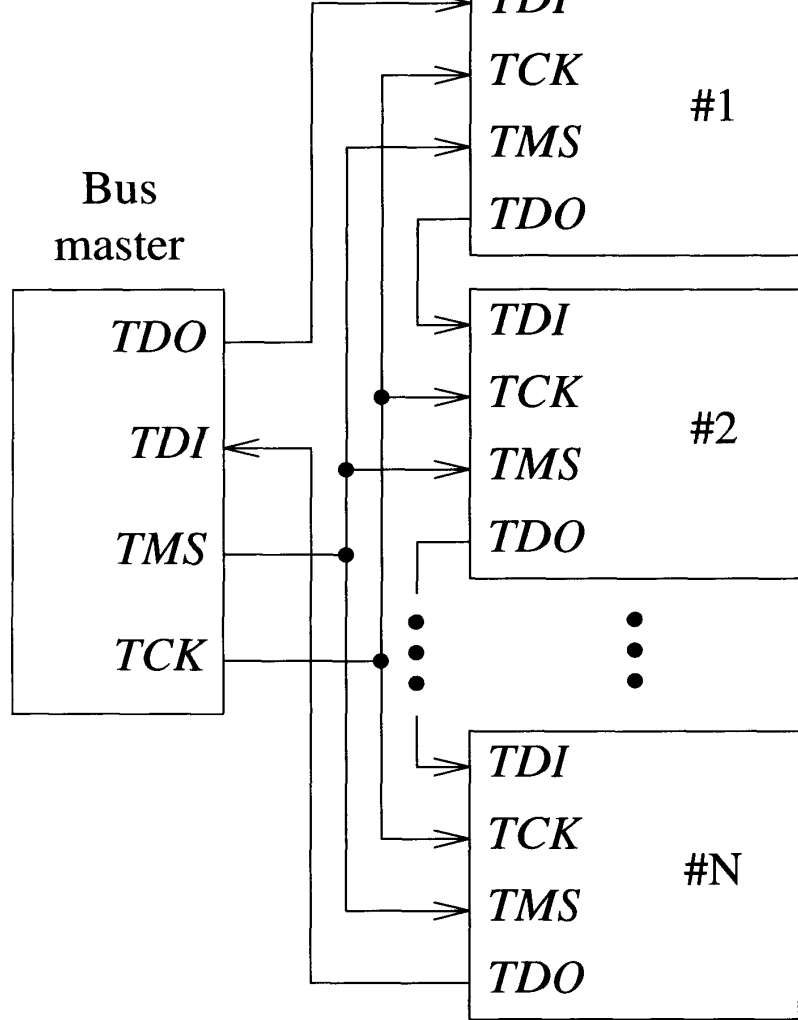 TDI
TCK
#1
TMS
TDO
Bus
master
TDO
TDI
TMS
TCK
TDI
TCK
#2
TMS
TDO
TDI
TCK
#N
TMS
TDO